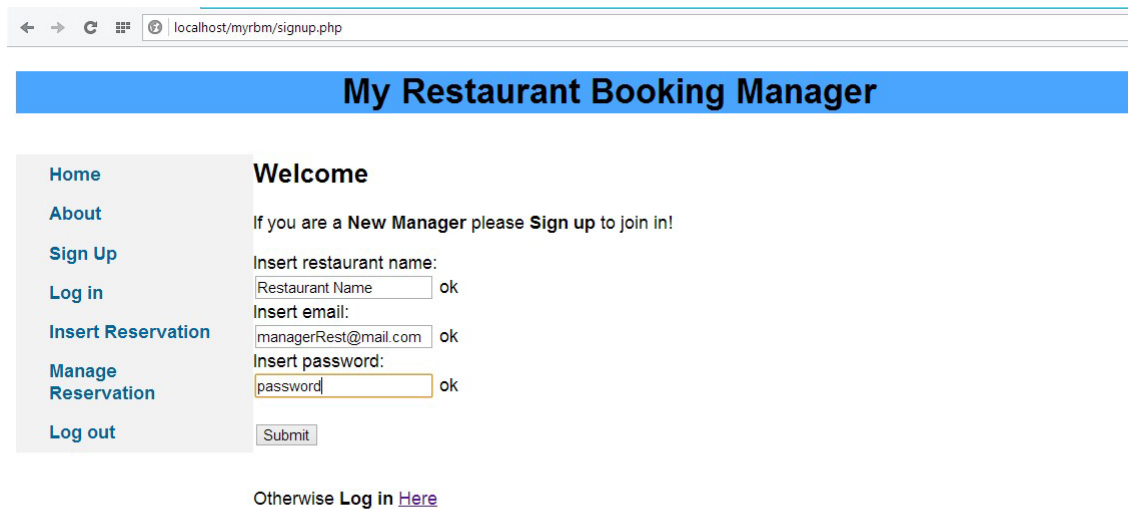 localhost/myrbm/signup.php
My Restaurant Booking Manager
Home
About
Sign Up
Log in
Insert Reservation
Manage
Reservation
Log out
Welcome
If you are a New Manager please Sign up to join in!
Insert restaurant name:
Restaurant Name ok
Insert email:
managerRest@mail.com ok
Insert password:
password ok
Submit
Otherwise Log in Here